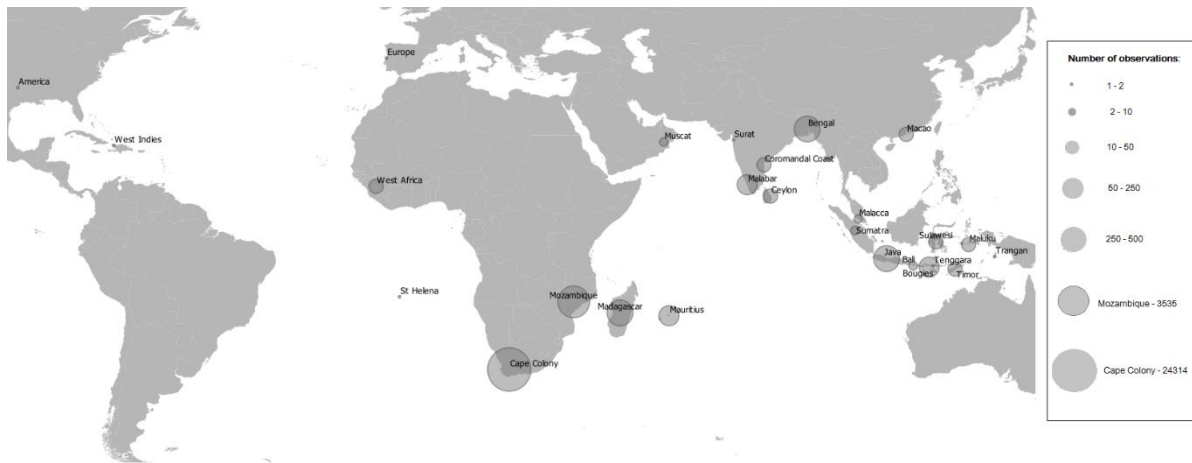 Europe
America
West Indies
Muscat
Surat
Bengal
Macao
Coromandal Coast
West Africa
Malabar
Ceylon
Malacca
Sumatra
Sulawesi
Maluku
Java
Bali
Tenggara
Trangan
Bougies
Timor
St Helena
Mozambique
Madagascar
Mauritius
Cape Colony
Number of observations:
1 - 2
2 - 10
10 - 50
50 - 250
250 - 500
Mozambique - 3535
Cape Colony - 24314